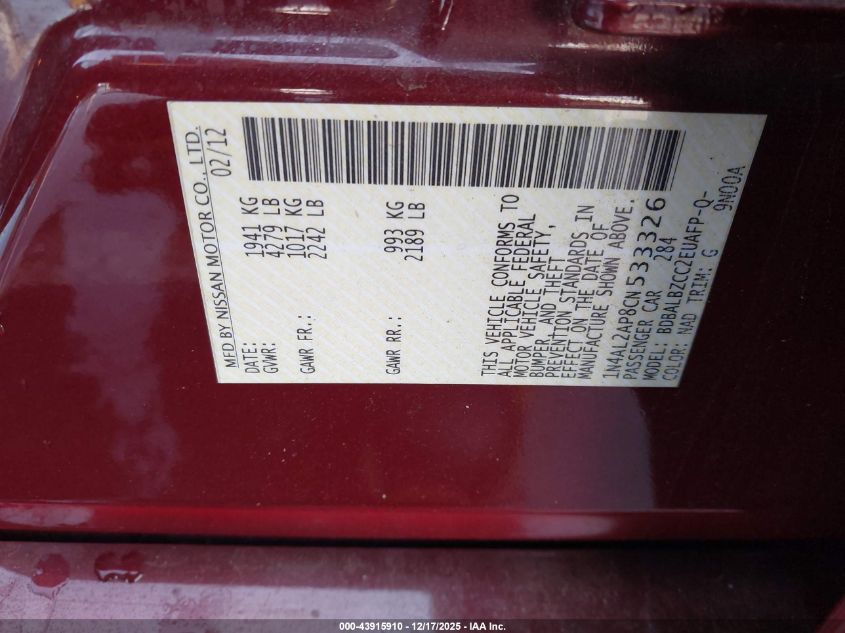 MFD BY NISSAN MOTOR CO., LTD.
DATE: 02/12
GVWR: 1941 KG
4279 LB
GAWR FR.: 1017 KG
2242 LB
GAWR RR.: 993 KG
2189 LB
THIS VEHICLE CONFORMS TO
ALL APPLICABLE FEDERAL
MOTOR VEHICLE SAFETY,
BUMPER, AND THEFT
PREVENTION STANDARDS IN
EFFECT ON THE DATE OF
MANUFACTURE SHOWN ABOVE.
1N4AL2AP8CN533326
PASSENGER CAR 284
MODEL: BDBALBZCC2EUAFP-Q-
COLOR: NAD TRIM: G 9N00A
000-43915910 - 12/17/2025 - IAA Inc.